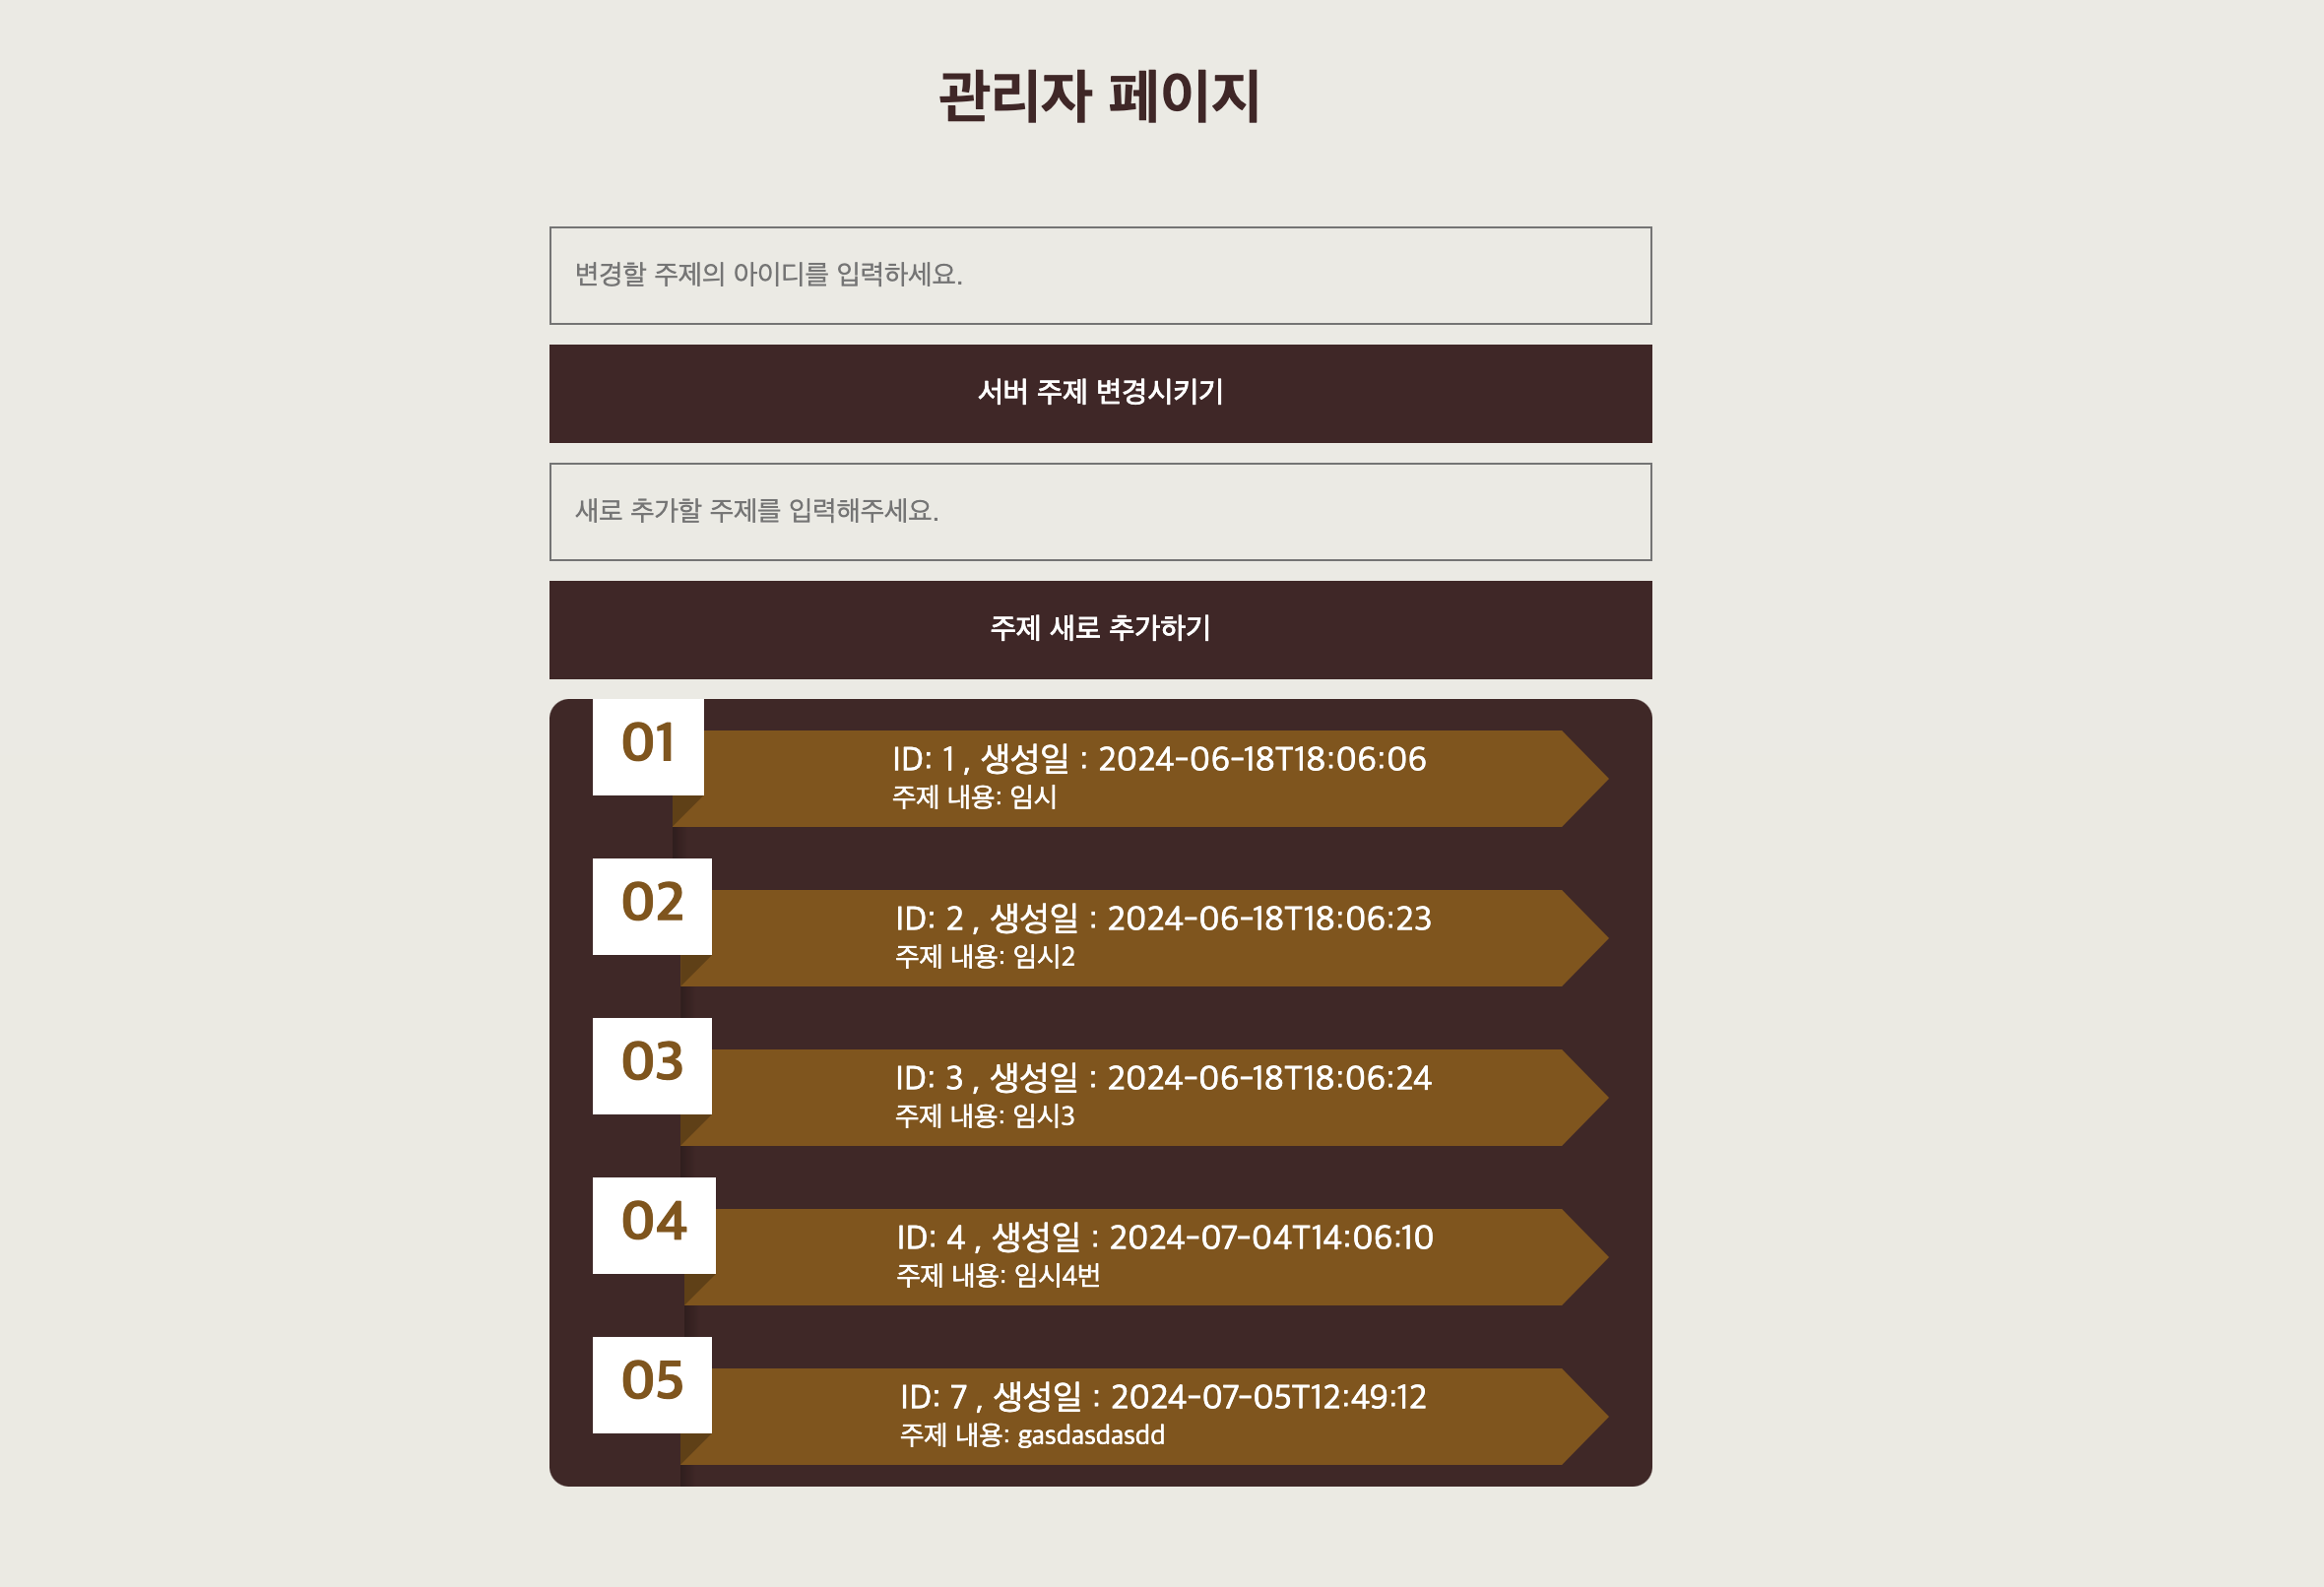 관리자 페이지
변경할 주제의 아이디를 입력하세요.
서버 주제 변경시키기
새로 추가할 주제를 입력해주세요.
주제 새로 추가하기
01
ID: 1 , 생성일 : 2024-06-18T18:06:06
주제 내용: 임시
02
ID: 2 , 생성일 : 2024-06-18T18:06:23
주제 내용: 임시2
03
ID: 3 , 생성일 : 2024-06-18T18:06:24
주제 내용: 임시3
04
ID: 4 , 생성일 : 2024-07-04T14:06:10
주제 내용: 임시4번
05
ID: 7 , 생성일 : 2024-07-05T12:49:12
주제 내용: gasdasdasdd